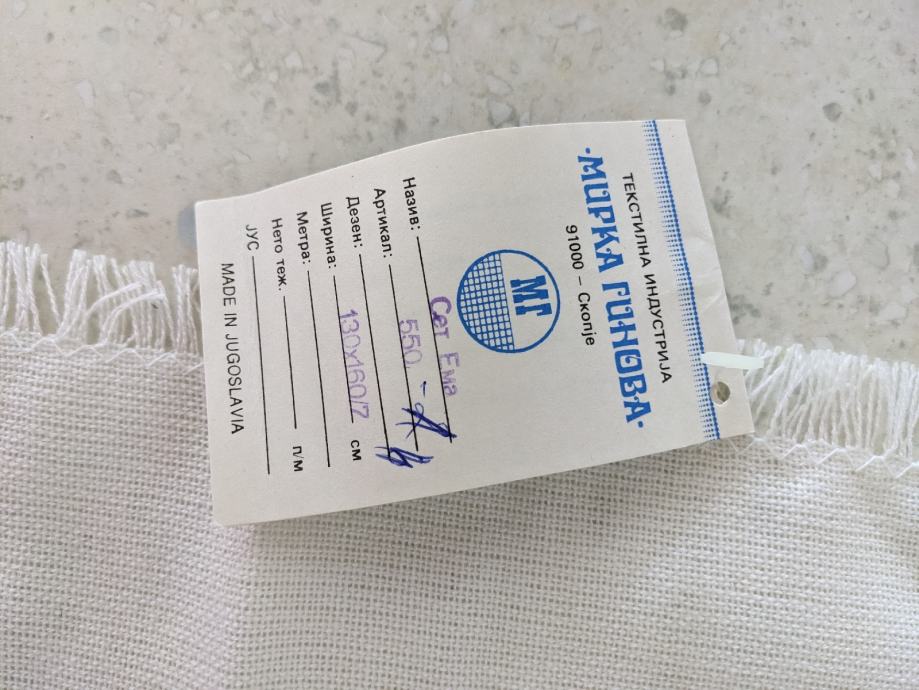 ТЕКСТИЛНА ИНДУСТРИЈА
·МИРКА ГИНОВА·
91000 – Скопје
МГ
Назив: Сет Ема
Артикал: 550.-
Дезен:
Ширина: 130x160/7 см
Метра:
Нето теж. п/м
ЈУС
MADE IN JUGOSLAVIA